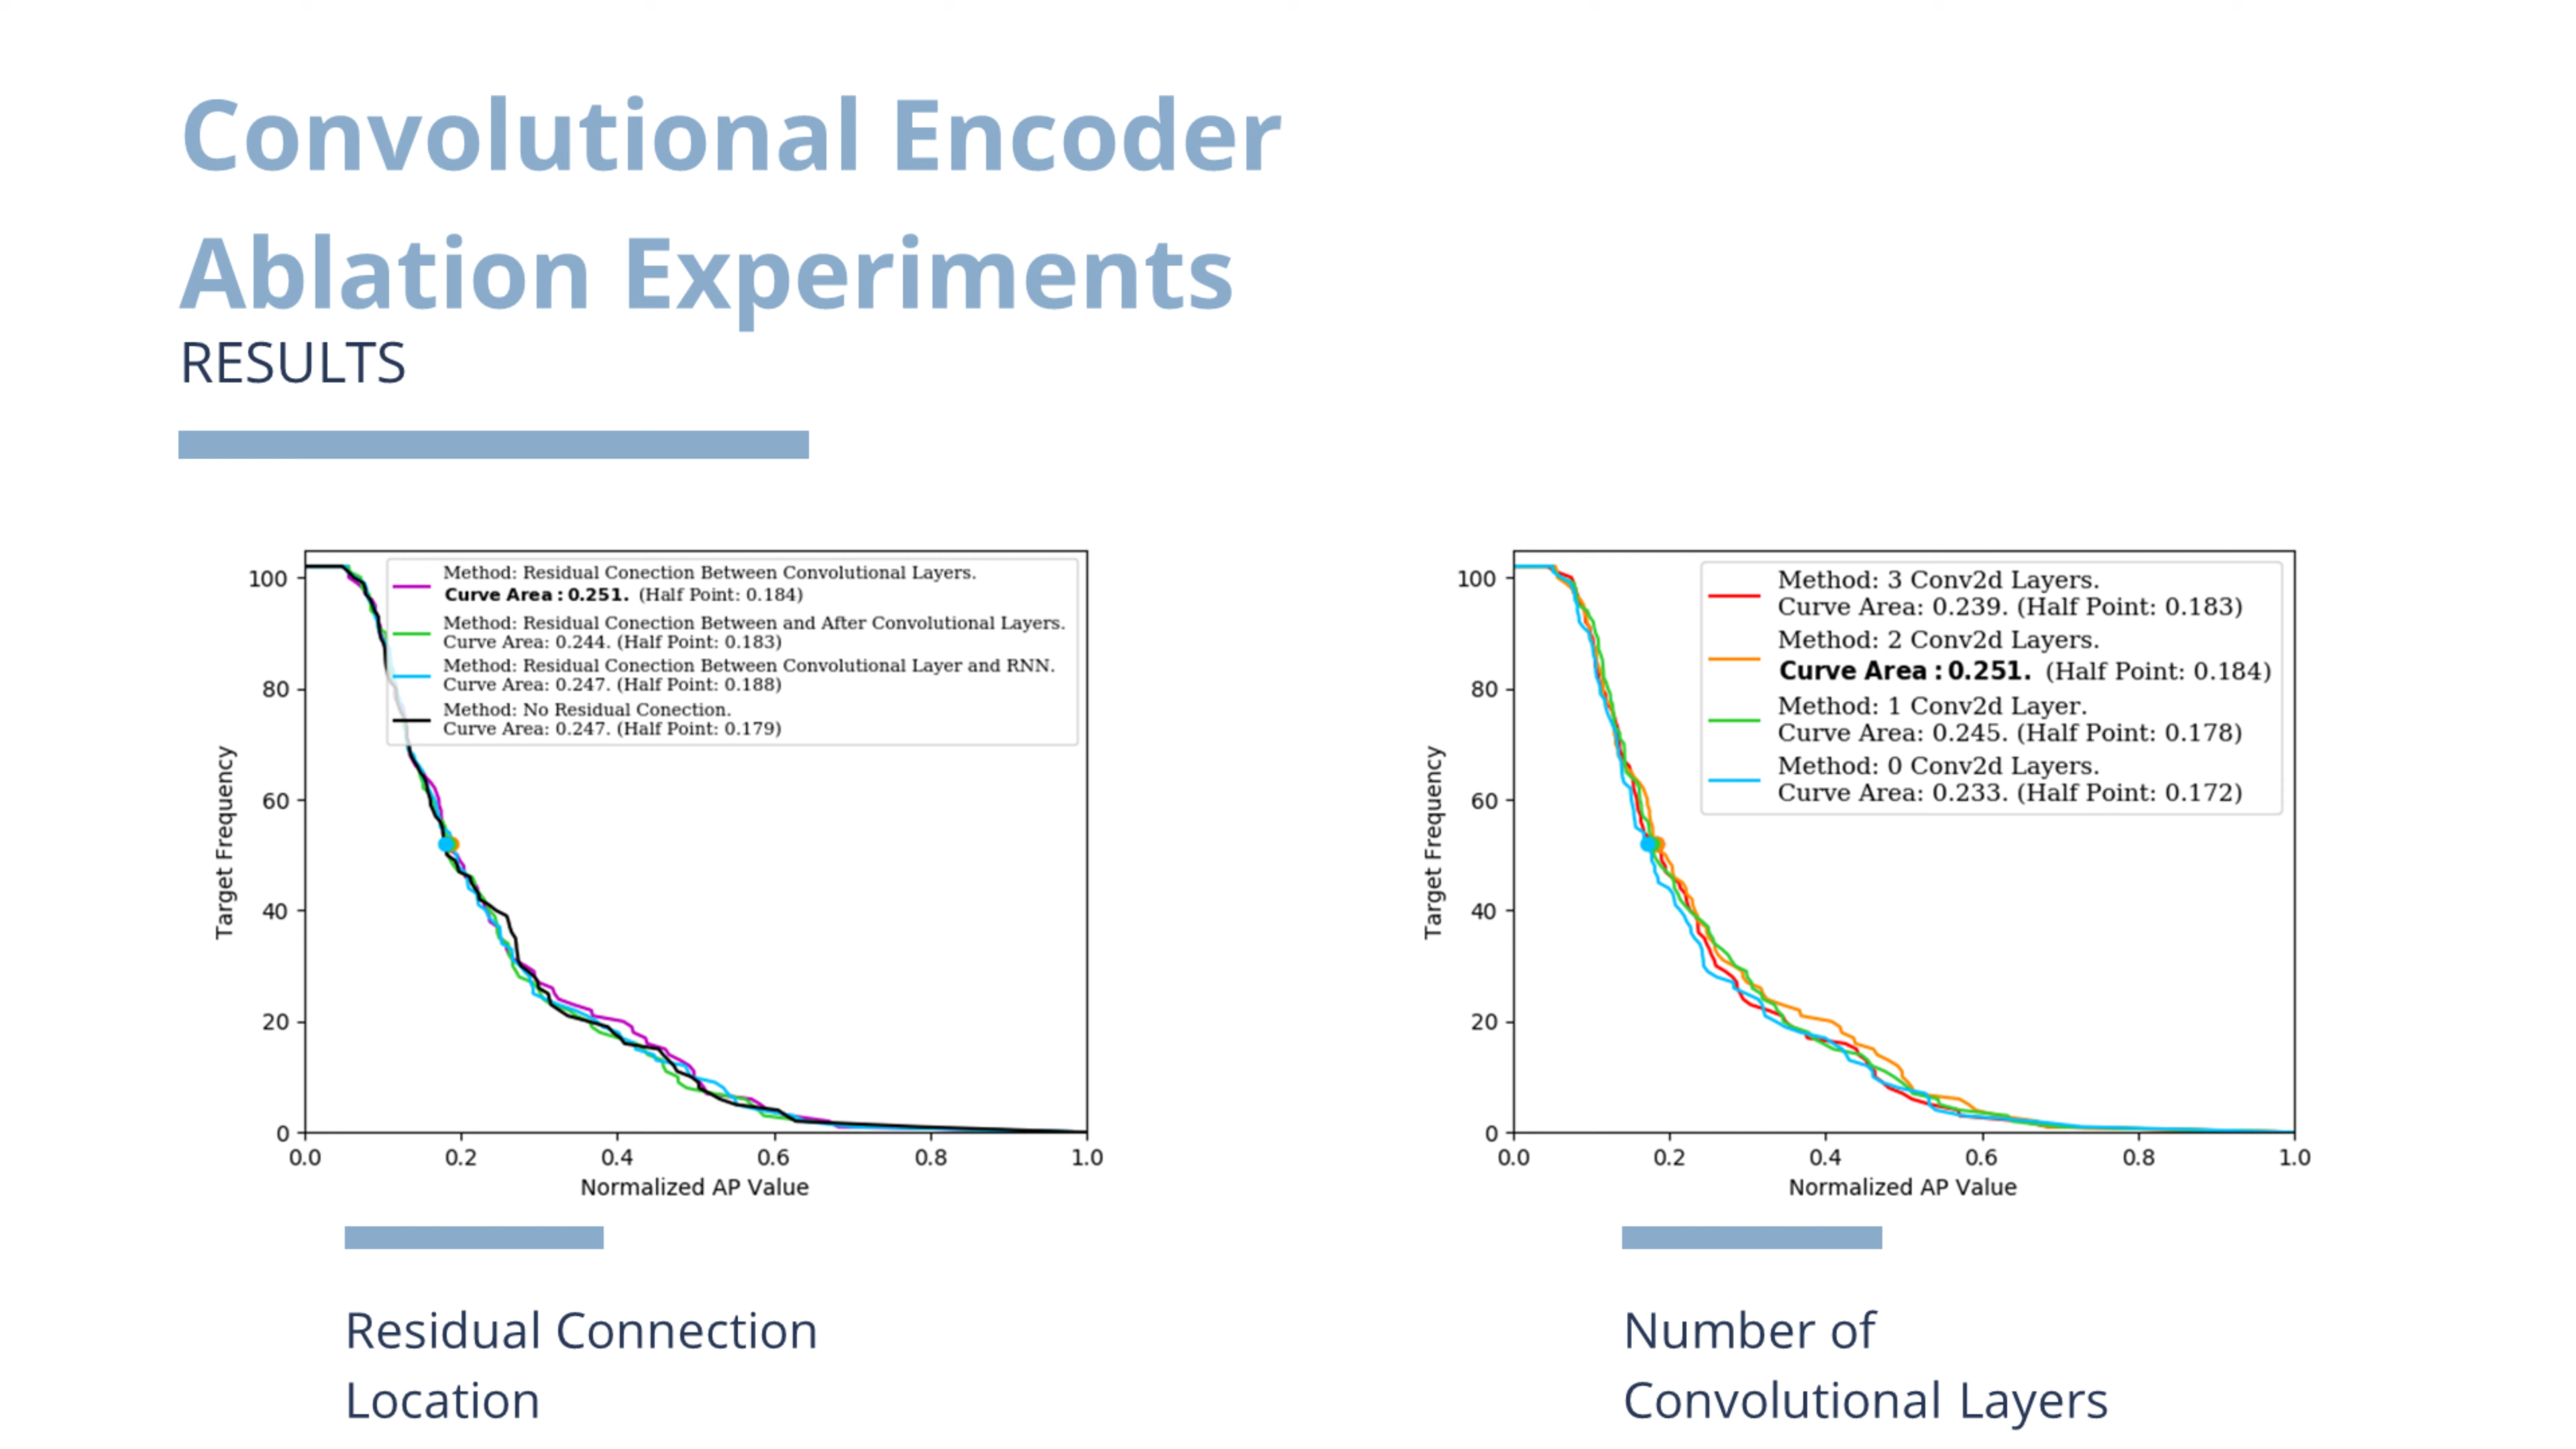 Convolutional Encoder
Ablation Experiments
RESULTS
Method: Residual Conection Between Convolutional Layers.
Curve Area: 0.251. (Half Point: 0.184)
Method: Residual Conection Between and After Convolutional Layers.
Curve Area: 0.244. (Half Point: 0.183)
Method: Residual Conection Between Convolutional Layer and RNN.
Curve Area: 0.247. (Half Point: 0.188)
Method: No Residual Conection.
Curve Area: 0.247. (Half Point: 0.179)
Target Frequency
100
80
60
40
20
0
0.0 0.2 0.4 0.6 0.8 1.0
Normalized AP Value
Residual Connection
Location
Method: 3 Conv2d Layers.
Curve Area: 0.239. (Half Point: 0.183)
Method: 2 Conv2d Layers.
Curve Area: 0.251. (Half Point: 0.184)
Method: 1 Conv2d Layer.
Curve Area: 0.245. (Half Point: 0.178)
Method: 0 Conv2d Layers.
Curve Area: 0.233. (Half Point: 0.172)
Target Frequency
100
80
60
40
20
0
0.0 0.2 0.4 0.6 0.8 1.0
Normalized AP Value
Number of
Convolutional Layers